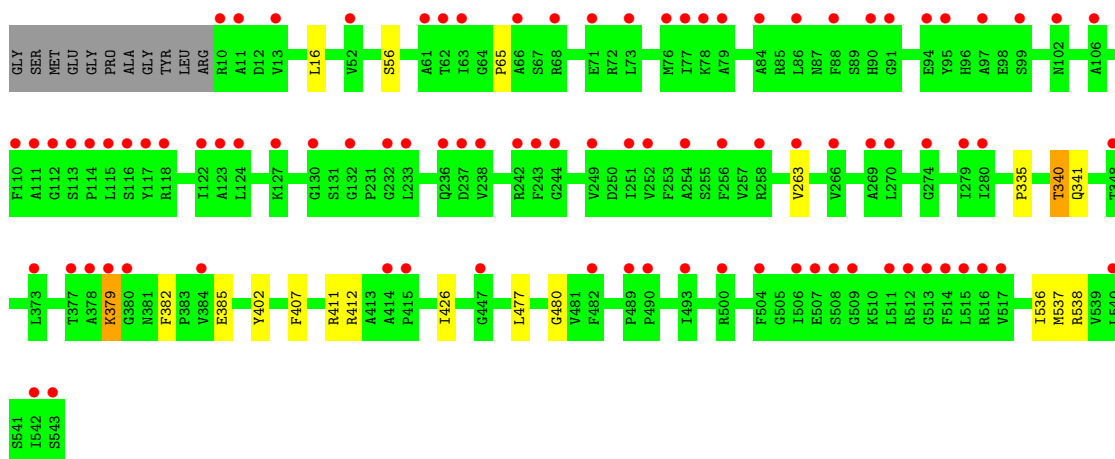 GLY SER MET GLU GLY PRO ALA GLY TYR LEU ARG R10 A11 D12 V13 L16 V52 S56 A61 T62 I63 G64 P65 A66 S67 R68 E71 R72 L73 M76 I77 K78 A79 A84 R85 L86 N87 F88 S89 H90 G91 E94 Y95 H96 A97 E98 S99 N102 A106
F110 A111 G112 S113 P114 L115 S116 Y117 R118 I122 A123 L124 K127 G130 S131 G132 P231 G232 L233 Q236 D237 V238 R242 F243 G244 V249 D250 I251 V252 F253 A254 S255 F256 V257 R258 V263 V266 A269 L270 G274 I279 I280 P335 T340 Q341 T348
L373 T377 A378 K379 G380 N381 F382 P383 V384 E385 Y402 F407 R411 R412 A413 A414 P415 I426 G447 L477 G480 V481 F482 P489 P490 I493 R500 F504 G505 I506 E507 S508 G509 K510 L511 R512 G513 F514 L515 R516 V517 I536 M537 R538 V539 L540
S541 I542 S543